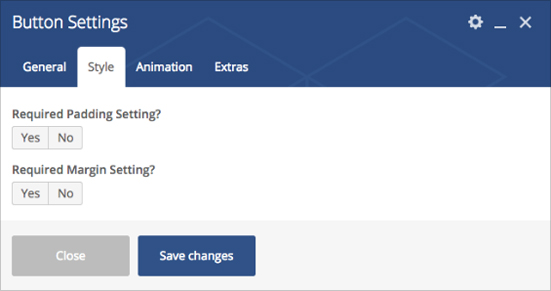 Button Settings
General Style Animation Extras
Required Padding Setting?
Yes No
Required Margin Setting?
Yes No
Close Save changes